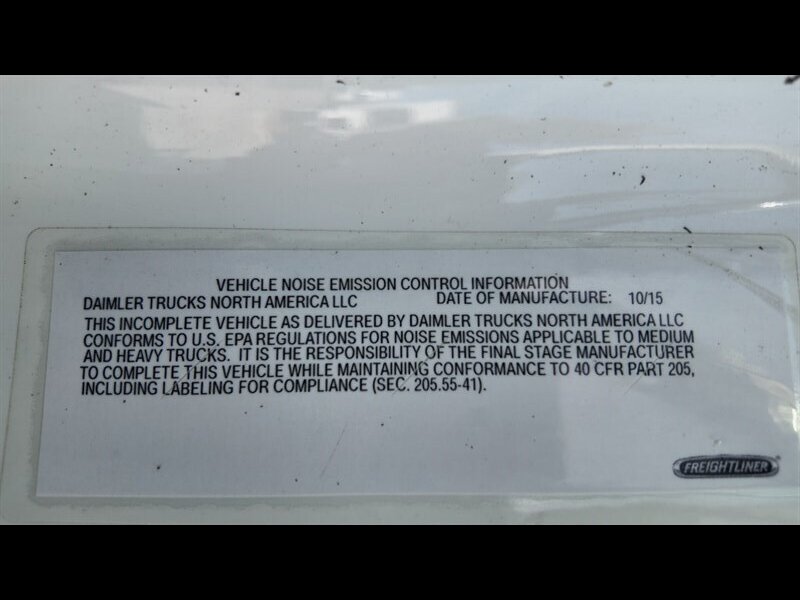 VEHICLE NOISE EMISSION CONTROL INFORMATION
DAIMLER TRUCKS NORTH AMERICA LLC DATE OF MANUFACTURE: 10/15
THIS INCOMPLETE VEHICLE AS DELIVERED BY DAIMLER TRUCKS NORTH AMERICA LLC
CONFORMS TO U.S. EPA REGULATIONS FOR NOISE EMISSIONS APPLICABLE TO MEDIUM
AND HEAVY TRUCKS. IT IS THE RESPONSIBILITY OF THE FINAL STAGE MANUFACTURER
TO COMPLETE THIS VEHICLE WHILE MAINTAINING CONFORMANCE TO 40 CFR PART 205,
INCLUDING LABELING FOR COMPLIANCE (SEC. 205.55-41).
FREIGHTLINER